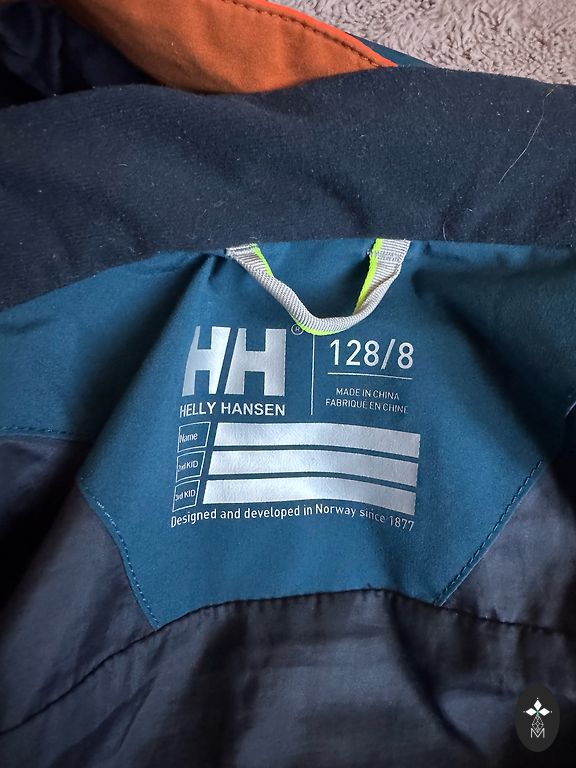 HH®
HELLY HANSEN
128/8
MADE IN CHINA
FABRIQUE EN CHINE
Name
2nd KID
3rd KID
Designed and developed in Norway since 1877
M